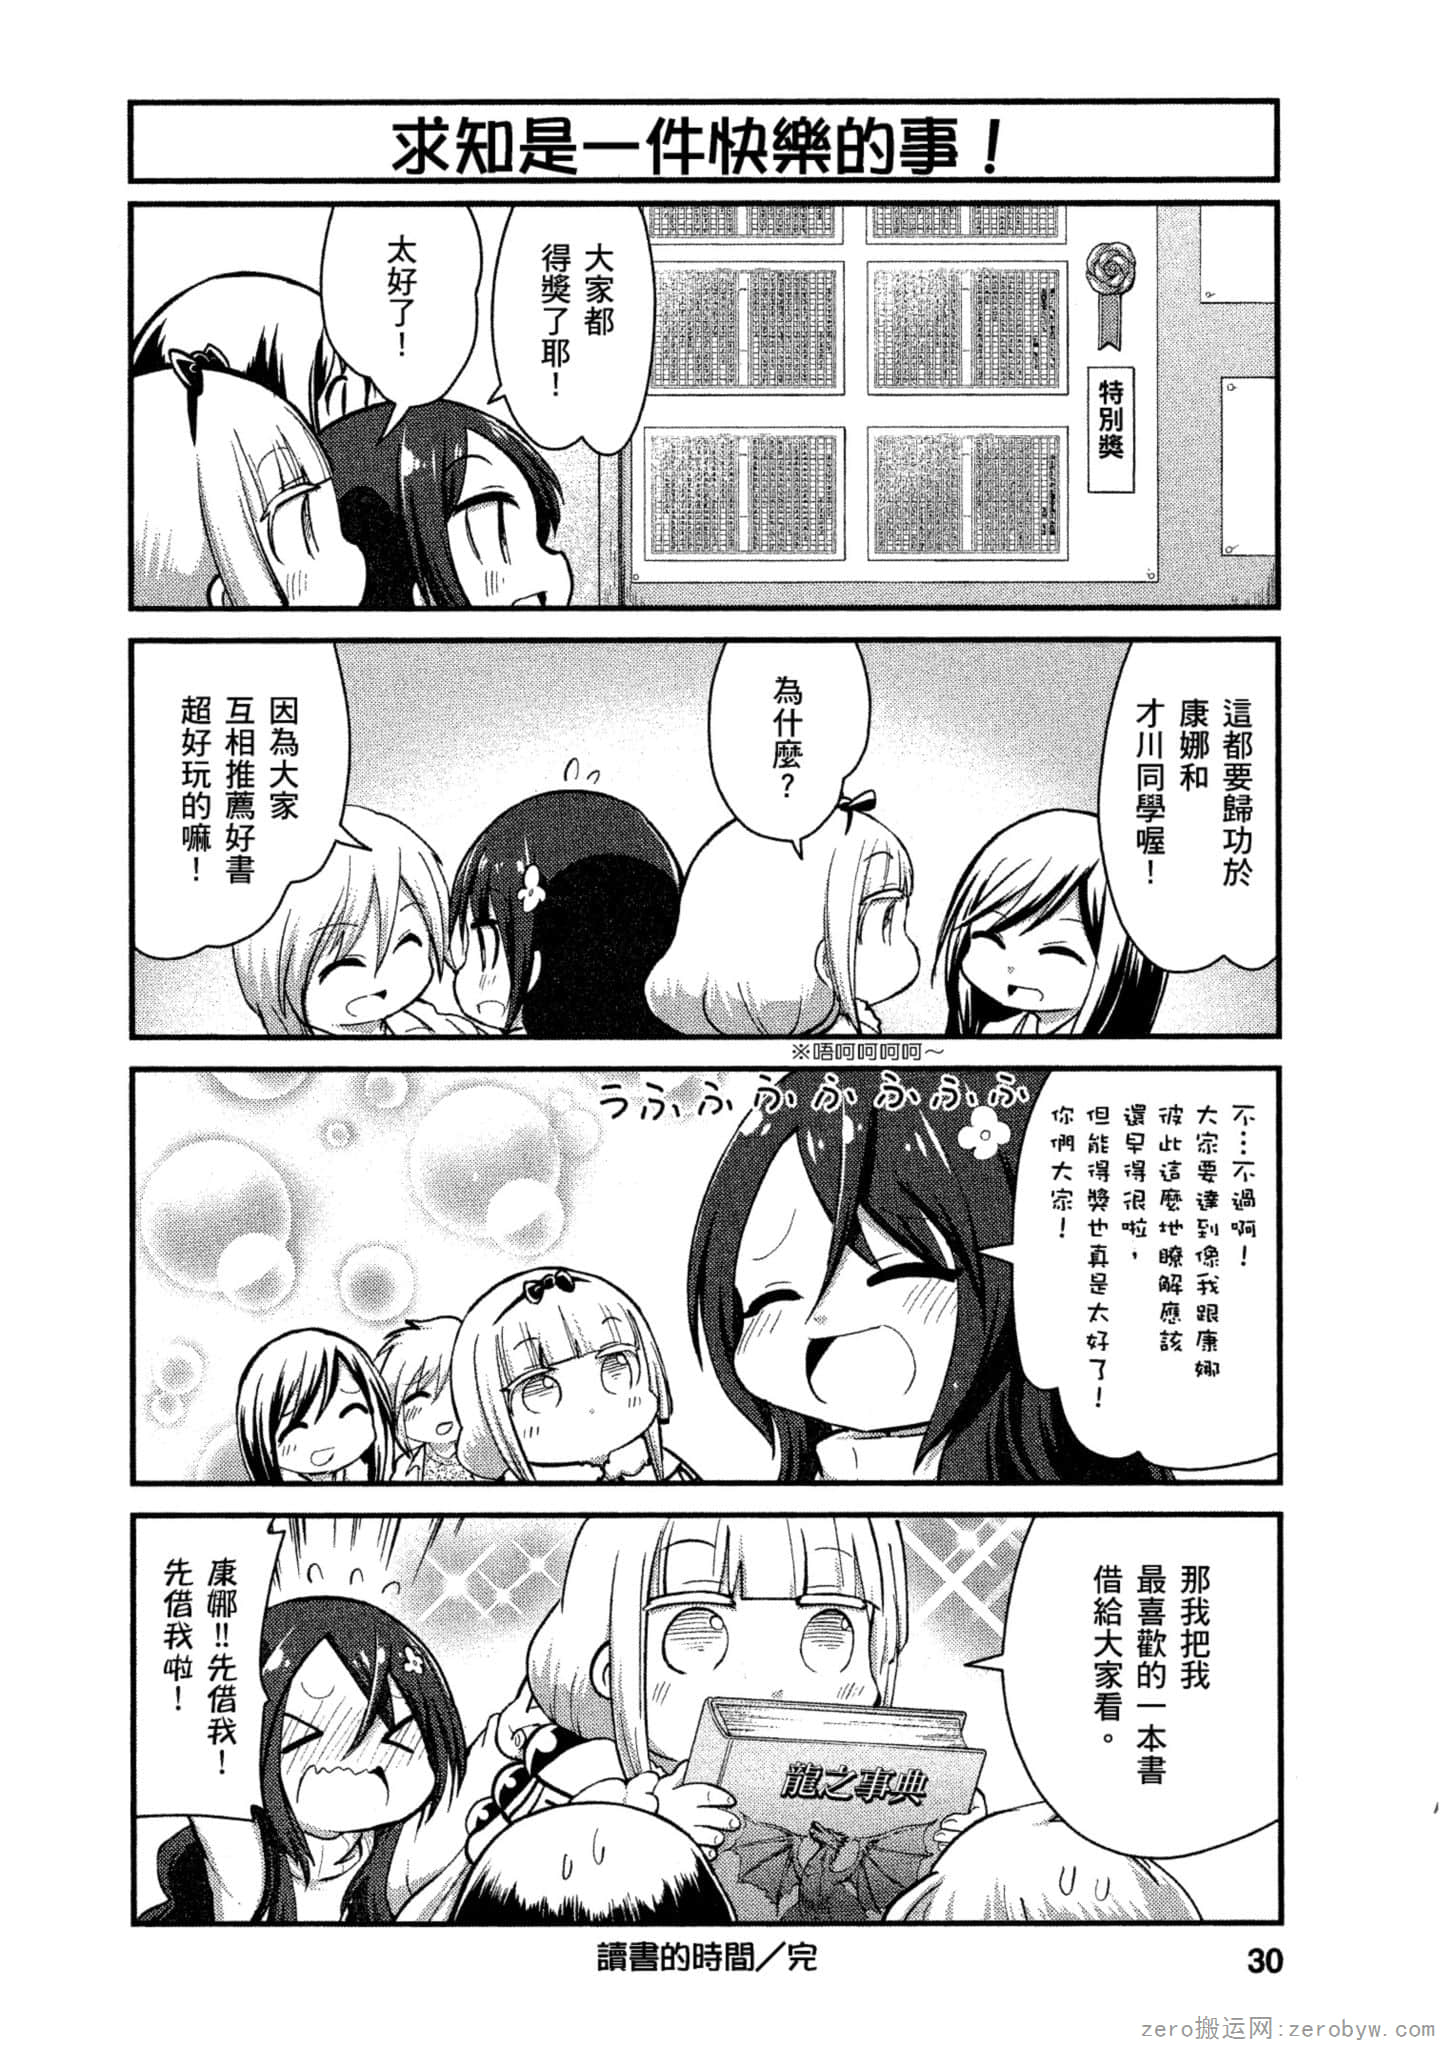 求知是一件快樂的事！
特別獎
大家都
得獎了耶！
太好了！
這都要歸功於
康娜和
才川同學喔！
為什麼？
因為大家
互相推薦好書
超好玩的嘛！
※唔呵呵呵呵～
うふふふふふふふ
不…不過啊！
大家要達到像我跟康娜
彼此這麼地瞭解應該
還早得很啦，
但能得獎也真是太好了！
你們大家！
那我把我
最喜歡的一本書
借給大家看。
龍之事典
康娜!!先借我！
先借我啦！
讀書的時間／完
30
zero搬运网:zerobyw.com